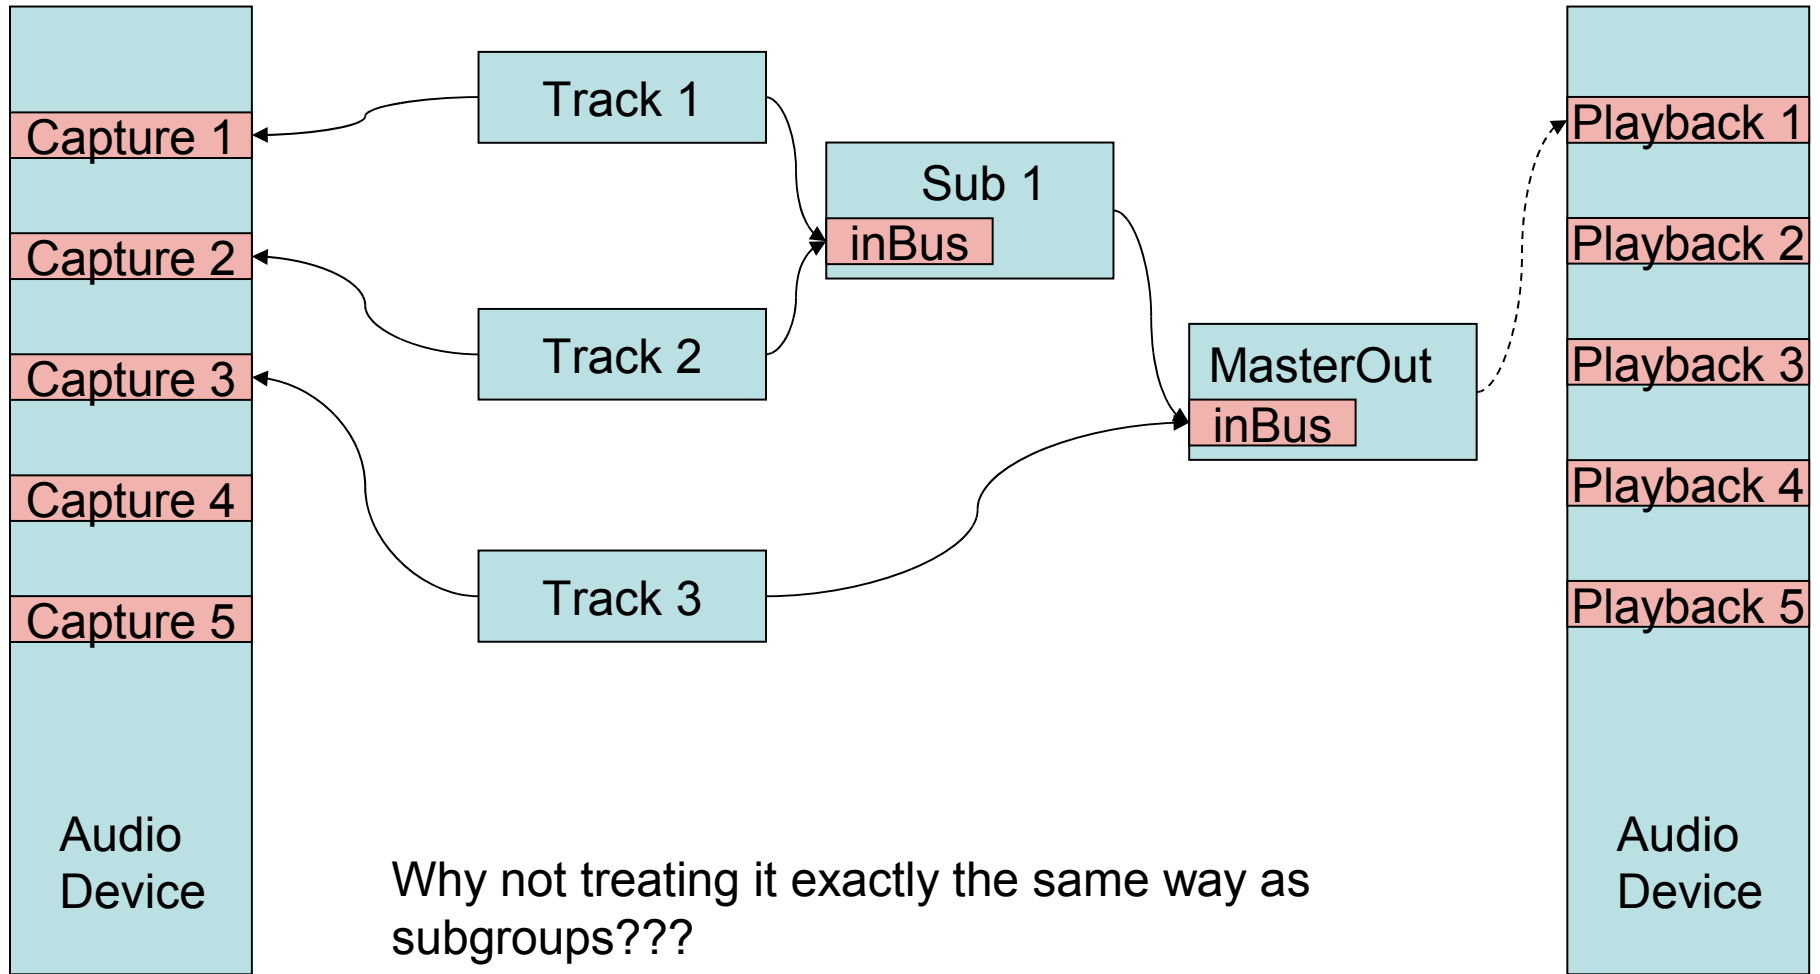 Capture 1
Capture 2
Capture 3
Capture 4
Capture 5
Audio
Device
Track 1
Track 2
Track 3
Sub 1
inBus
MasterOut
inBus
Playback 1
Playback 2
Playback 3
Playback 4
Playback 5
Audio
Device
Why not treating it exactly the same way as
subgroups???